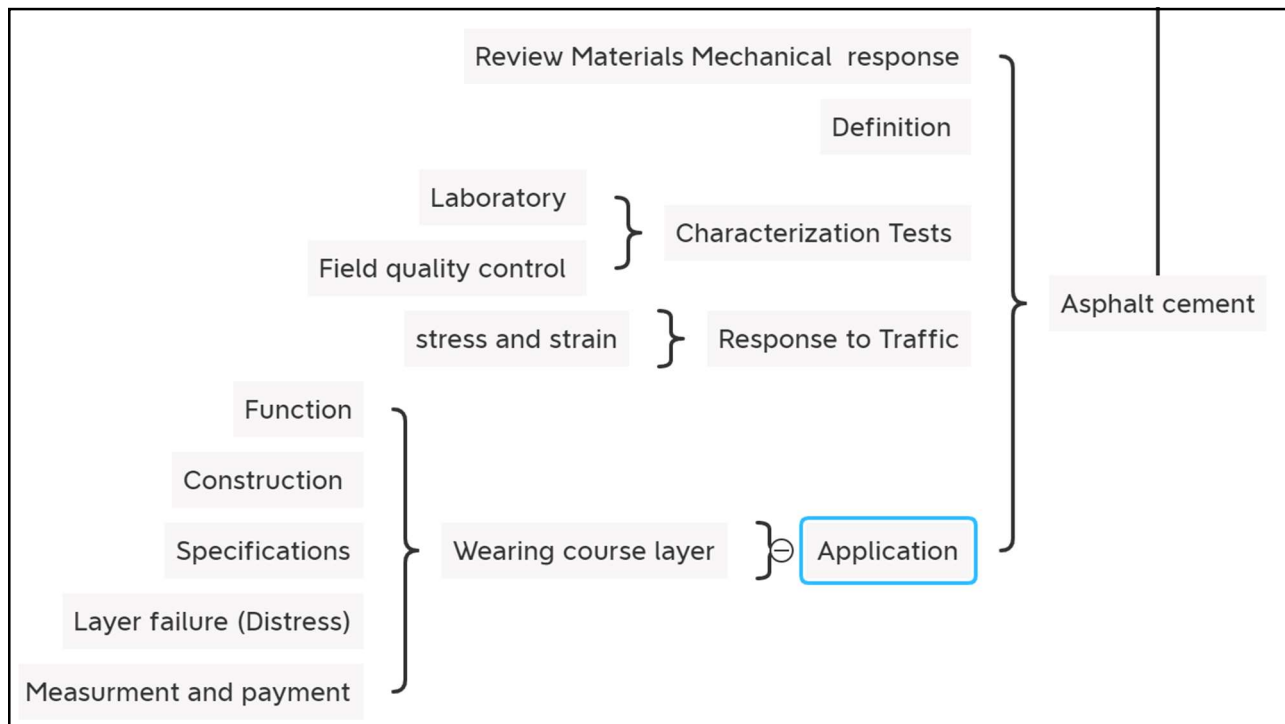 Review Materials Mechanical  response
Definition
Laboratory
Characterization Tests
Field quality control
Asphalt cement
stress and strain
Response to Traffic
Function
Construction
Specifications
Wearing course layer
Application
Layer failure (Distress)
Measurment and payment